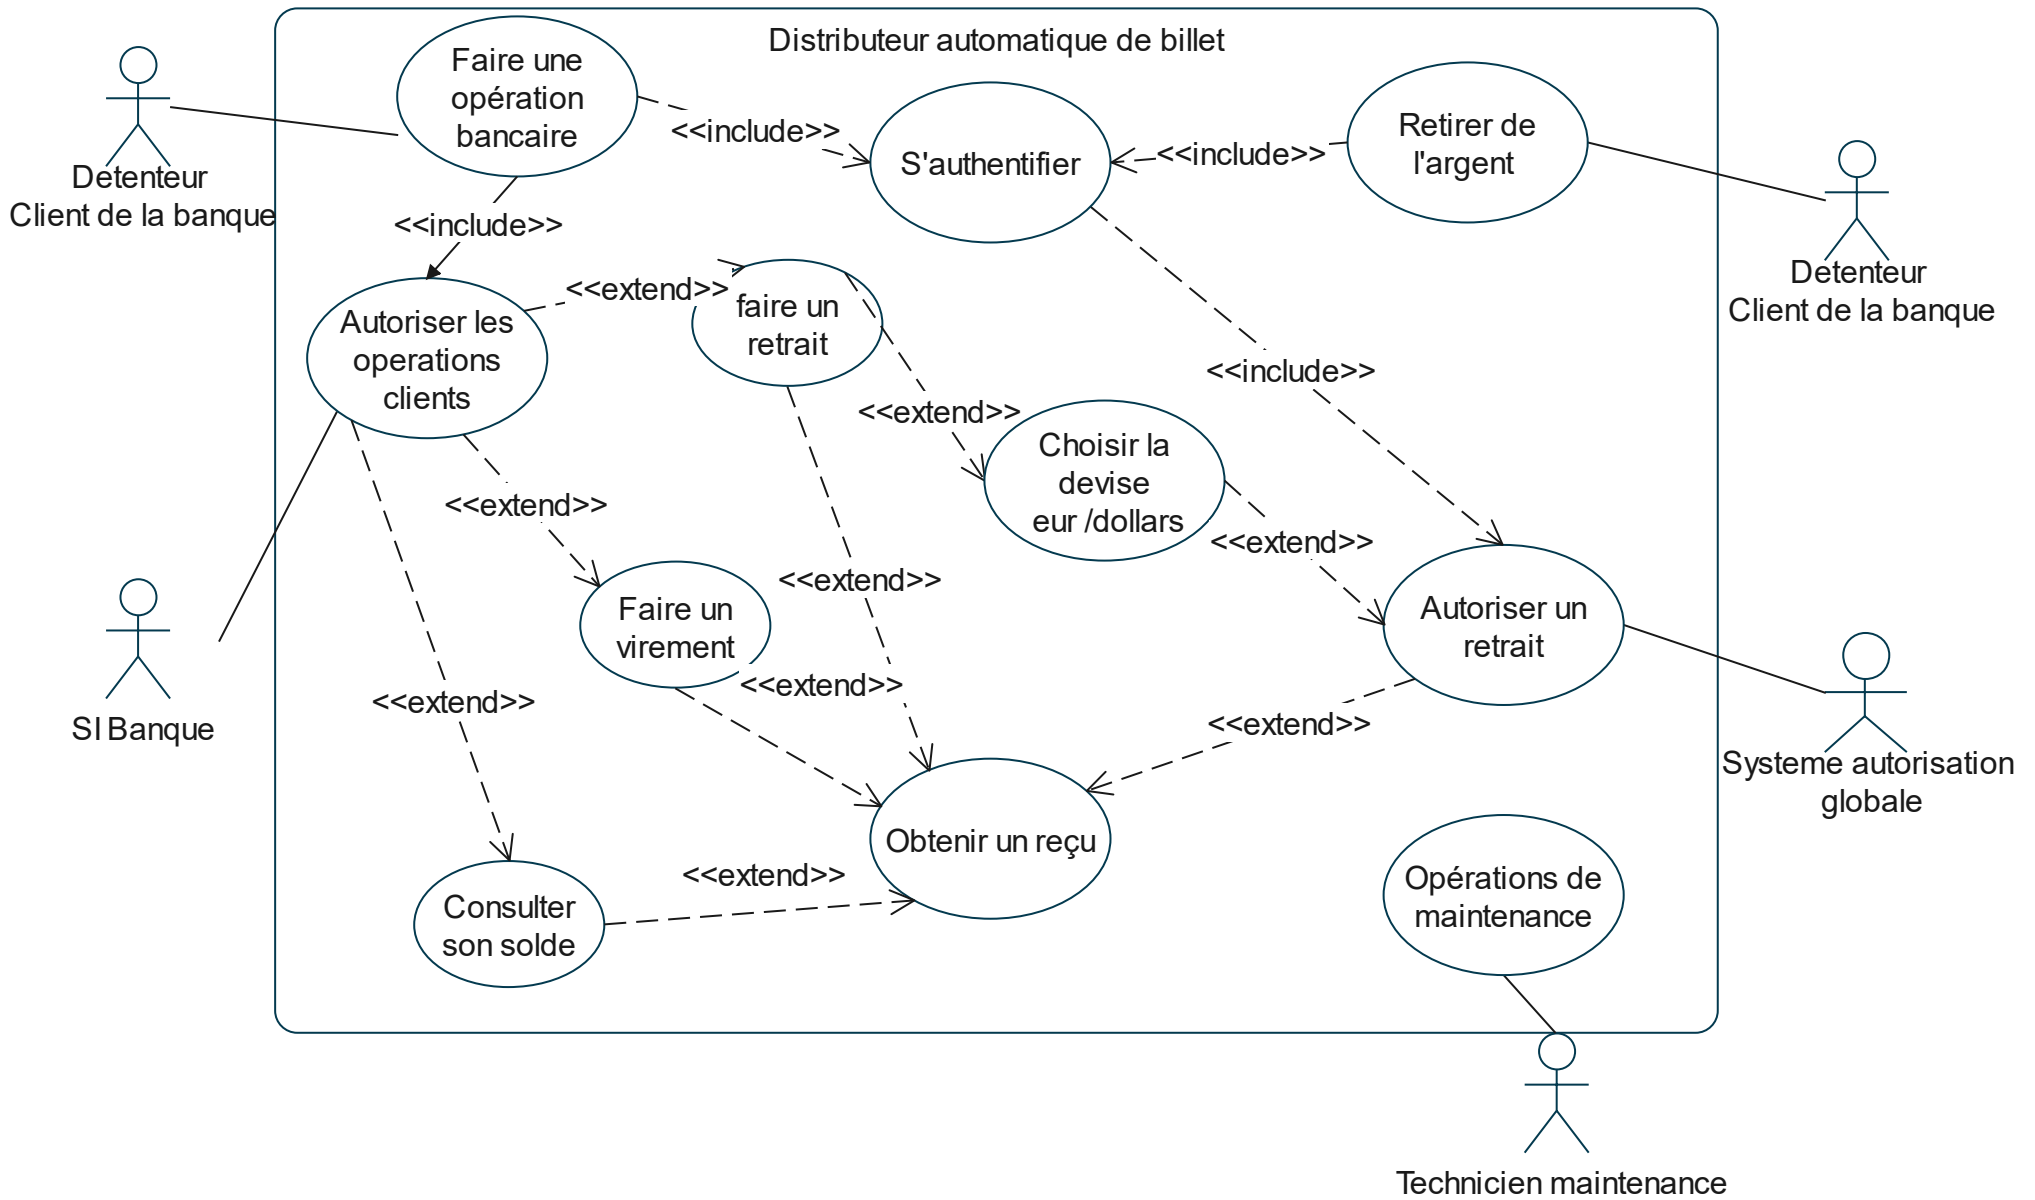 Distributeur automatique de billet
Faire une
opération
bancaire
<<include>>
S'authentifier
<<include>>
Retirer de
l'argent
Detenteur
Client de la banque
Detenteur
Client de la banque
<<include>>
Autoriser les
operations
clients
<<extend>>
faire un
retrait
<<include>>
<<extend>>
Choisir la
devise
eur /dollars
<<extend>>
<<extend>>
<<extend>>
Faire un
virement
Autoriser un
retrait
<<extend>>
<<extend>>
<<extend>>
SI Banque
Systeme autorisation
globale
Obtenir un reçu
<<extend>>
Consulter
son solde
Opérations de
maintenance
Technicien maintenance